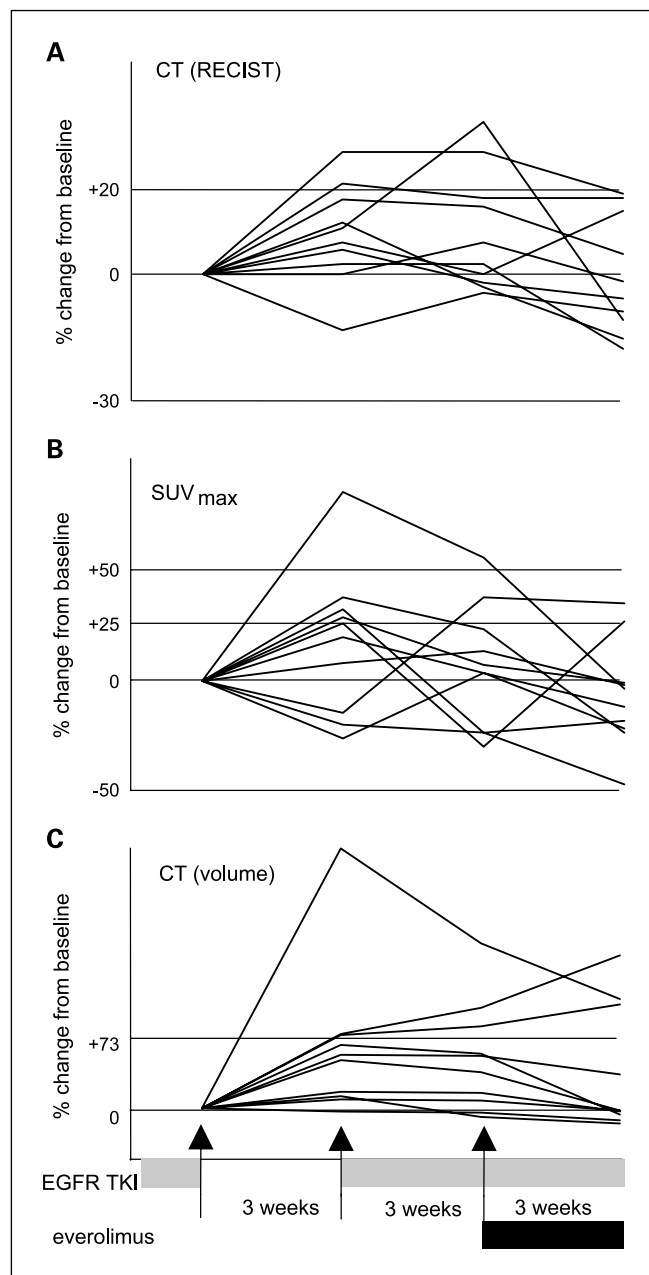 A
CT (RECIST)
% change from baseline
+20
0
-30
B
SUV max
% change from baseline
+50
+25
0
-50
C
CT (volume)
% change from baseline
+73
0
EGFR TKI
3 weeks 3 weeks 3 weeks
everolimus